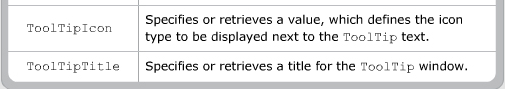 Specifies or retrieves a value, which defines the icon
ToolTipIcon
type to be displayed next to the ToolTip text.
ToolTipTitle Specifies or retrieves a title for the ToolTip window.